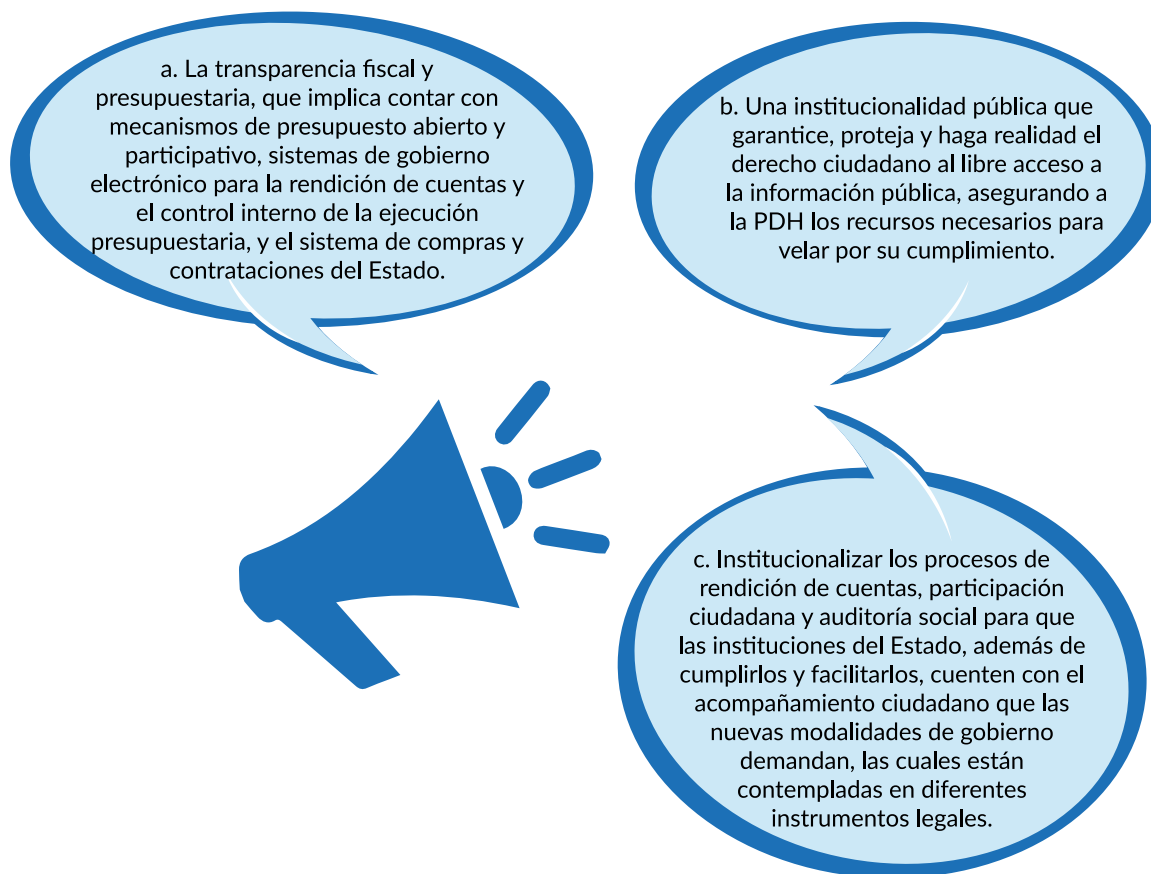 a. La transparencia fiscal y
presupuestaria, que implica contar con
mecanismos de presupuesto abierto y
participativo, sistemas de gobierno
electrónico para la rendición de cuentas y
el control interno de la ejecución
presupuestaria, y el sistema de compras y
contrataciones del Estado.
b. Una institucionalidad pública que
garantice, proteja y haga realidad el
derecho ciudadano al libre acceso a
la información pública, asegurando a
la PDH los recursos necesarios para
velar por su cumplimiento.
c. Institucionalizar los procesos de
rendición de cuentas, participación
ciudadana y auditoría social para que
las instituciones del Estado, además de
cumplirlos y facilitarlos, cuenten con el
acompañamiento ciudadano que las
nuevas modalidades de gobierno
demandan, las cuales están
contempladas en diferentes
instrumentos legales.